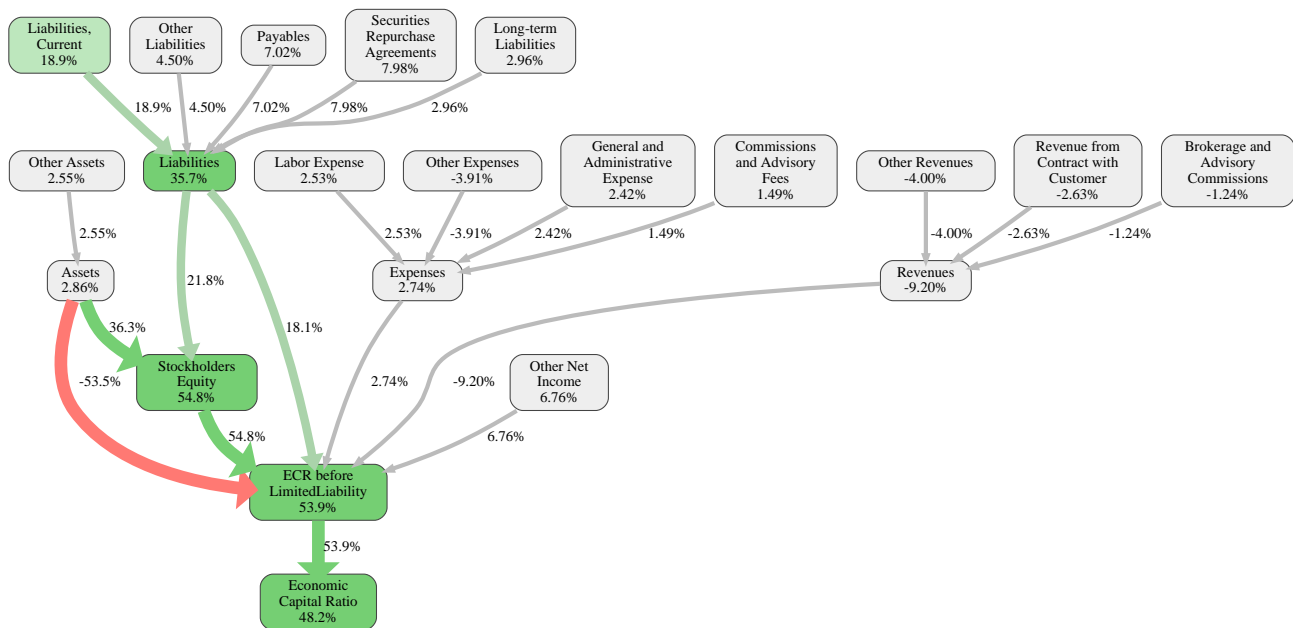 Liabilities,
Current
18.9%
Other
Liabilities
4.50%
Payables
7.02%
Securities
Repurchase
Agreements
7.98%
Long-term
Liabilities
2.96%
18.9%
4.50%
7.02%
7.98%
2.96%
Other Assets
2.55%
Liabilities
35.7%
Labor Expense
2.53%
Other Expenses
-3.91%
General and
Administrative
Expense
2.42%
Commissions
and Advisory
Fees
1.49%
Other Revenues
-4.00%
Revenue from
Contract with
Customer
-2.63%
Brokerage and
Advisory
Commissions
-1.24%
2.55%
2.53%
-3.91%
2.42%
1.49%
-4.00%
-2.63%
-1.24%
Assets
2.86%
21.8%
Expenses
2.74%
Revenues
-9.20%
36.3%
18.1%
Stockholders
Equity
54.8%
-53.5%
2.74%
-9.20%
Other Net
Income
6.76%
54.8%
6.76%
ECR before
LimitedLiability
53.9%
53.9%
Economic
Capital Ratio
48.2%